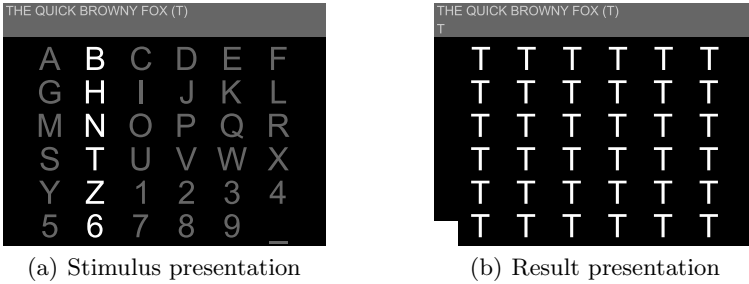 THE QUICK BROWNY FOX (T)
A B C D E F
G H I J K L
M N O P Q R
S T U V W X
Y Z 1 2 3 4
5 6 7 8 9 _
(a) Stimulus presentation
THE QUICK BROWNY FOX (T)
T
T T T T T T
T T T T T T
T T T T T T
T T T T T T
T T T T T T
T T T T T T
(b) Result presentation